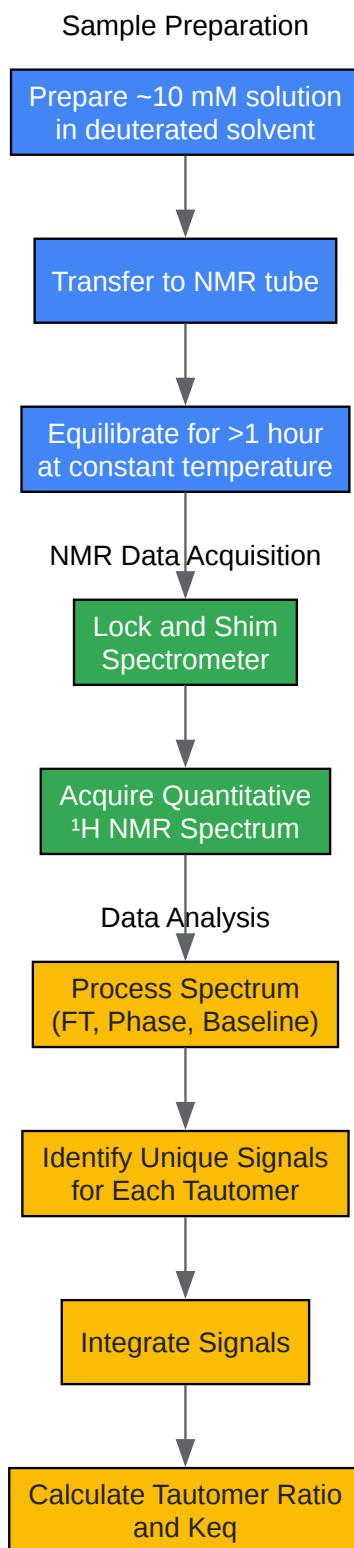 Sample Preparation
Prepare ~10 mM solution
in deuterated solvent
Transfer to NMR tube
Equilibrate for >1 hour
at constant temperature
NMR Data Acquisition
Lock and Shim
Spectrometer
Acquire Quantitative
¹H NMR Spectrum
Data Analysis
Process Spectrum
(FT, Phase, Baseline)
Identify Unique Signals
for Each Tautomer
Integrate Signals
Calculate Tautomer Ratio
and Keq